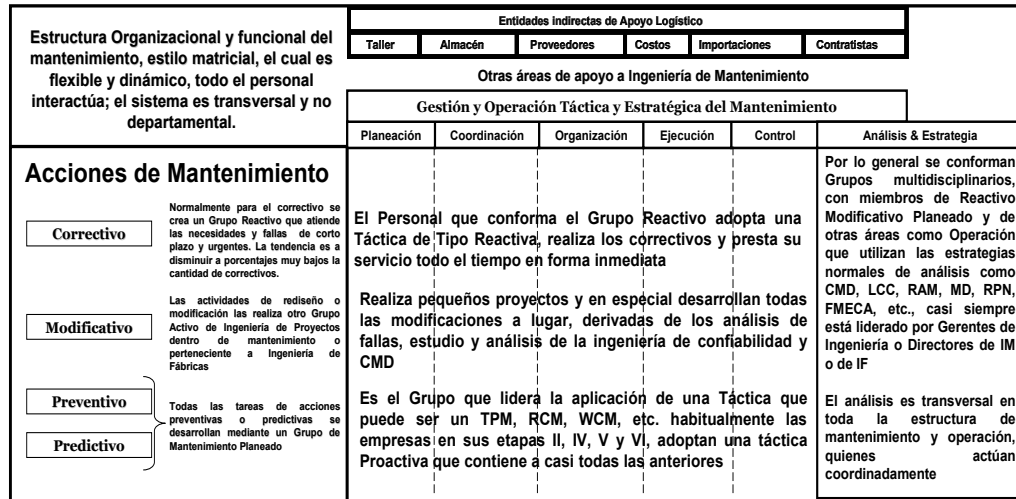 Estructura Organizacional y funcional del
mantenimiento, estilo matricial, el cual es
flexible y dinámico, todo el personal
interactúa; el sistema es transversal y no
departamental.
Entidades indirectas de Apoyo Logístico
Taller Almacén Proveedores Costos Importaciones Contratistas
Otras áreas de apoyo a Ingeniería de Mantenimiento
Gestión y Operación Táctica y Estratégica del Mantenimiento
Planeación Coordinación Organización Ejecución Control Análisis & Estrategia
Acciones de Mantenimiento
Correctivo
Normalmente para el correctivo se
crea un Grupo Reactivo que atiende
las necesidades y fallas de corto
plazo y urgentes. La tendencia es a
disminuir a porcentajes muy bajos la
cantidad de correctivos.
El Personal que conforma el Grupo Reactivo adopta una
Táctica de Tipo Reactiva, realiza los correctivos y presta su
servicio todo el tiempo en forma inmediata
Modificativo
Las actividades de rediseño o
modificación las realiza otro Grupo
Activo de Ingeniería de Proyectos
dentro de mantenimiento o
perteneciente a Ingeniería de
Fábricas
Realiza pequeños proyectos y en especial desarrollan todas
las modificaciones a lugar, derivadas de los análisis de
fallas, estudio y análisis de la ingeniería de confiabilidad y
CMD
Preventivo
Predictivo
Todas las tareas de acciones
preventivas o predictivas se
desarrollan mediante un Grupo de
Mantenimiento Planeado
Es el Grupo que lidera la aplicación de una Táctica que
puede ser un TPM, RCM, WCM, etc. habitualmente las
empresas en sus etapas II, IV, V y VI, adoptan una táctica
Proactiva que contiene a casi todas las anteriores
Por lo general se conforman
Grupos multidisciplinarios,
con miembros de Reactivo
Modificativo Planeado y de
otras áreas como Operación
que utilizan las estrategias
normales de análisis como
CMD, LCC, RAM, MD, RPN,
FMECA, etc., casi siempre
está liderado por Gerentes de
Ingeniería o Directores de IM
o de IF
El análisis es transversal en
toda la estructura de
mantenimiento y operación,
quienes actúan
coordinadamente